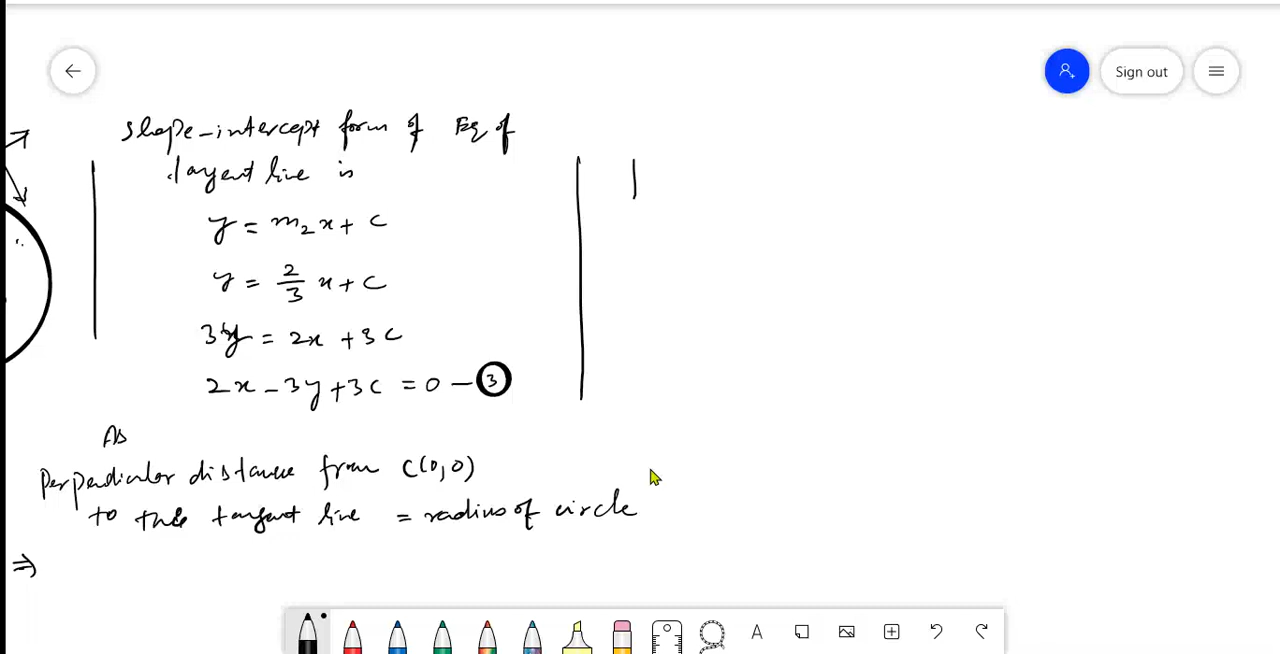 Sign out
slope-intercept form of Eq of
tangent line is
y = m₂x + c
y = 2/3 x + c
3y = 2x + 3c
2x - 3y + 3c = 0 - ③
As
Perpendicular distance from C(0,0)
to the tangent line = radius of circle
⇒
A